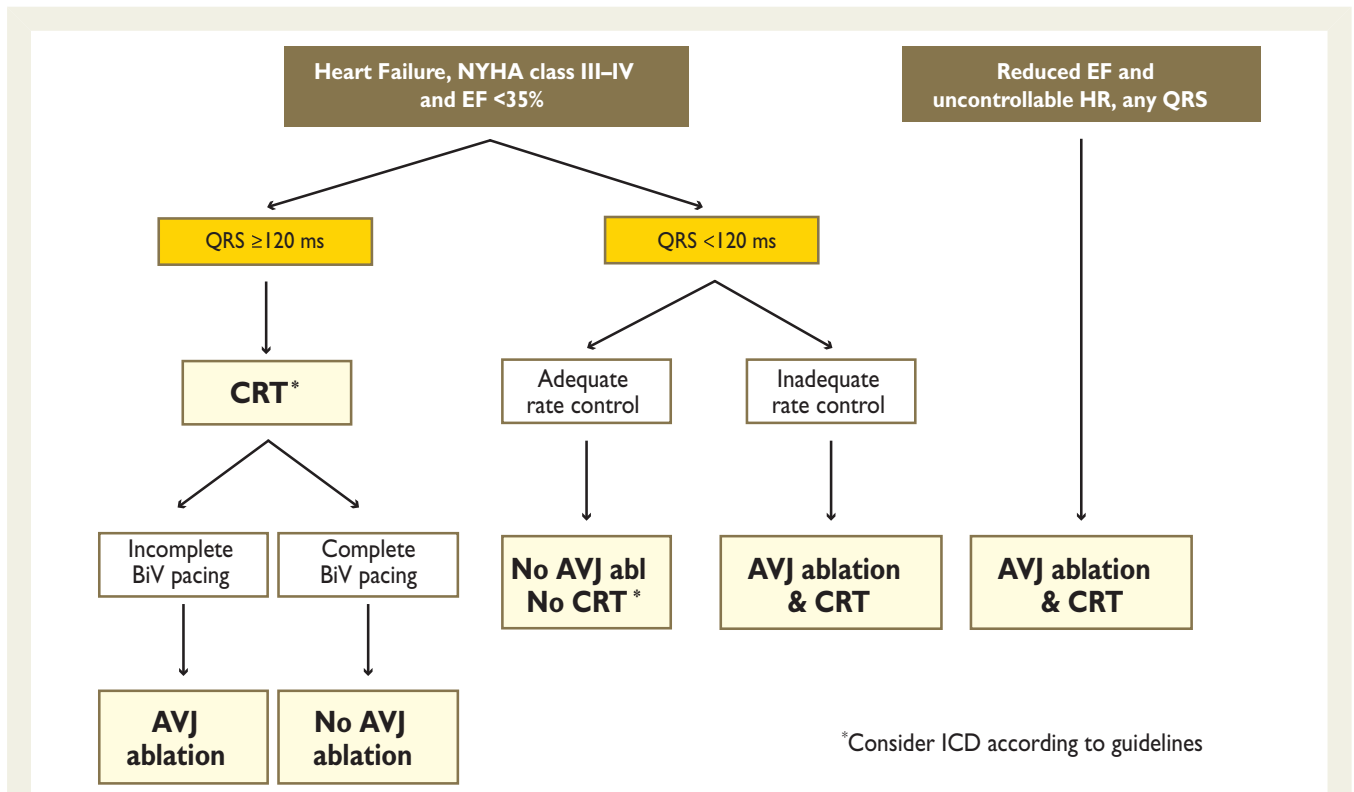 Heart Failure, NYHA class III–IV
and EF <35%
Reduced EF and
uncontrollable HR, any QRS
QRS ≥120 ms
QRS <120 ms
CRT*
Adequate
rate control
Inadequate
rate control
Incomplete
BiV pacing
Complete
BiV pacing
No AVJ abl
No CRT*
AVJ ablation
& CRT
AVJ ablation
& CRT
AVJ
ablation
No AVJ
ablation
*Consider ICD according to guidelines